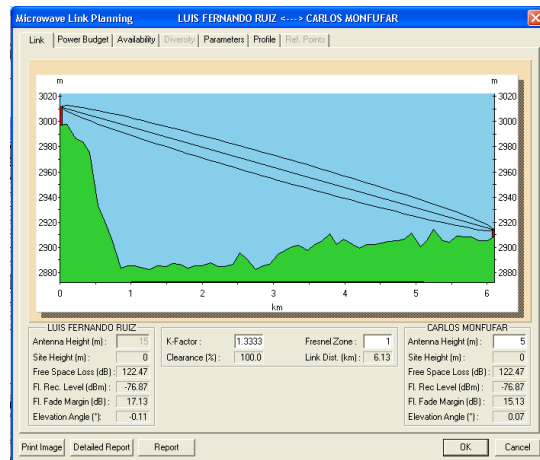 Microwave Link Planning LUIS FERNANDO RUIZ <---> CARLOS MONFUFAR
Link Power Budget Availability Diversity Parameters Profile Ref. Points
m m
3020 3020
3000 3000
2980 2980
2960 2960
2940 2940
2920 2920
2900 2900
2880 2880
0 1 2 3 4 5 6
km
LUIS FERNANDO RUIZ
Antenna Height (m) : 15
Site Height (m) : 0
Free Space Loss (dB) : 122.47
Fl. Rec. Level (dBm) : -76.87
Fl. Fade Margin (dB) : 17.13
Elevation Angle (°): -0.11
K-Factor : 1.3333 Fresnel Zone : 1
Clearance (%) : 100.0 Link Dist. (km) : 6.13
CARLOS MONFUFAR
Antenna Height (m) : 5
Site Height (m) : 0
Free Space Loss (dB) : 122.47
Fl. Rec. Level (dBm) : -76.87
Fl. Fade Margin (dB) : 15.13
Elevation Angle (°) : 0.07
Print Image Detailed Report Report OK Cancel